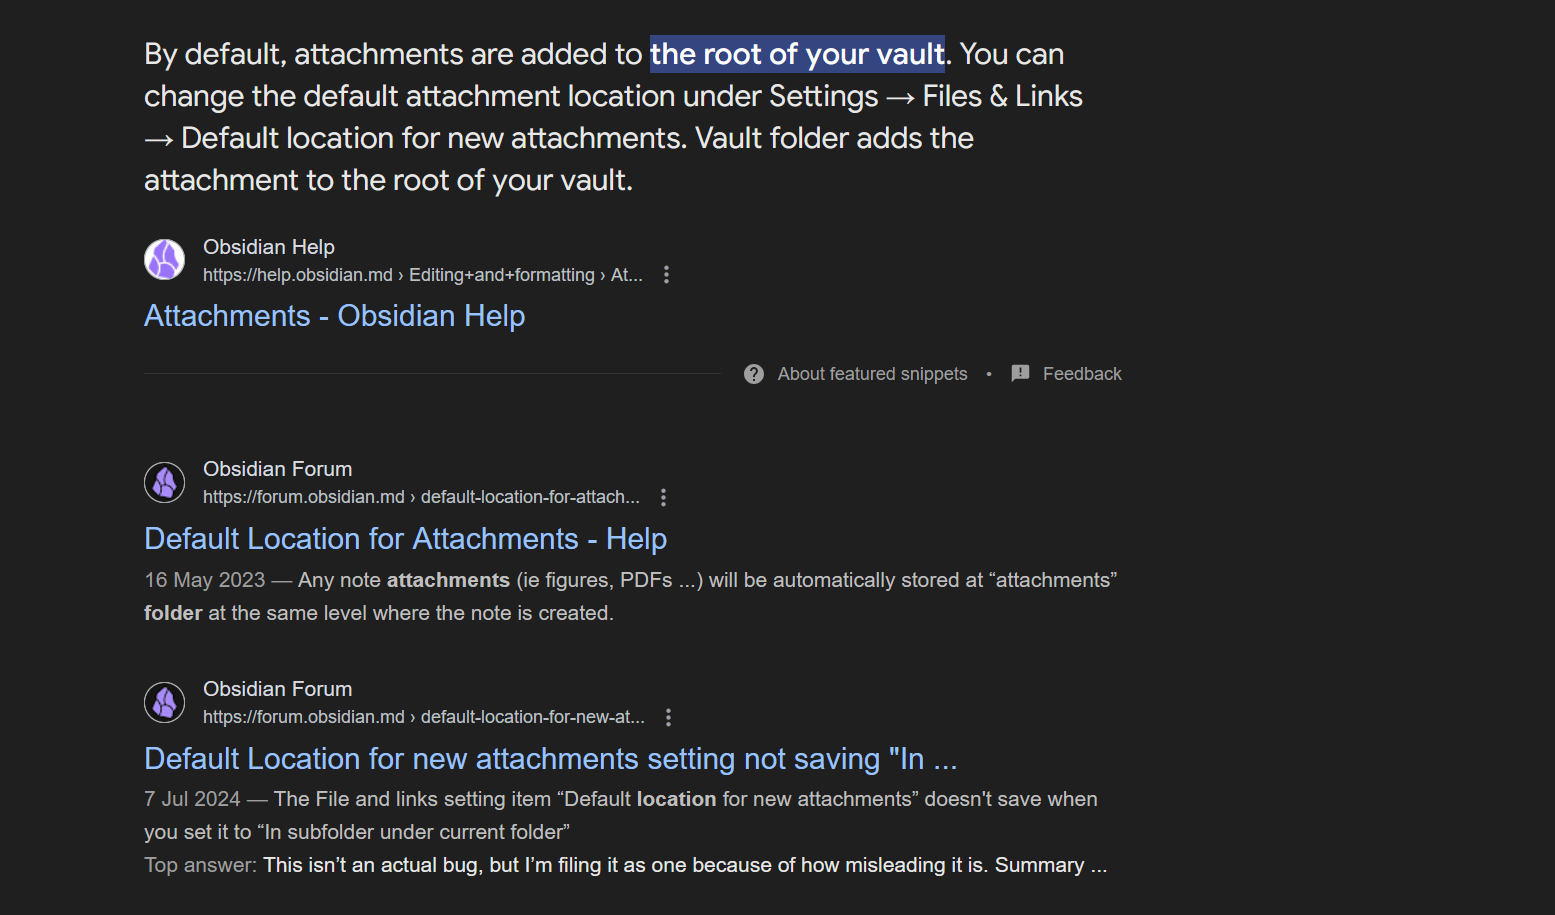 By default, attachments are added to the root of your vault. You can
change the default attachment location under Settings → Files & Links
→ Default location for new attachments. Vault folder adds the
attachment to the root of your vault.
Obsidian Help
https://help.obsidian.md › Editing+and+formatting › At...
Attachments - Obsidian Help
About featured snippets • Feedback
Obsidian Forum
https://forum.obsidian.md › default-location-for-attach...
Default Location for Attachments - Help
16 May 2023 — Any note attachments (ie figures, PDFs ...) will be automatically stored at “attachments”
folder at the same level where the note is created.
Obsidian Forum
https://forum.obsidian.md › default-location-for-new-at...
Default Location for new attachments setting not saving "In ...
7 Jul 2024 — The File and links setting item “Default location for new attachments” doesn't save when
you set it to “In subfolder under current folder”
Top answer: This isn’t an actual bug, but I’m filing it as one because of how misleading it is. Summary ...